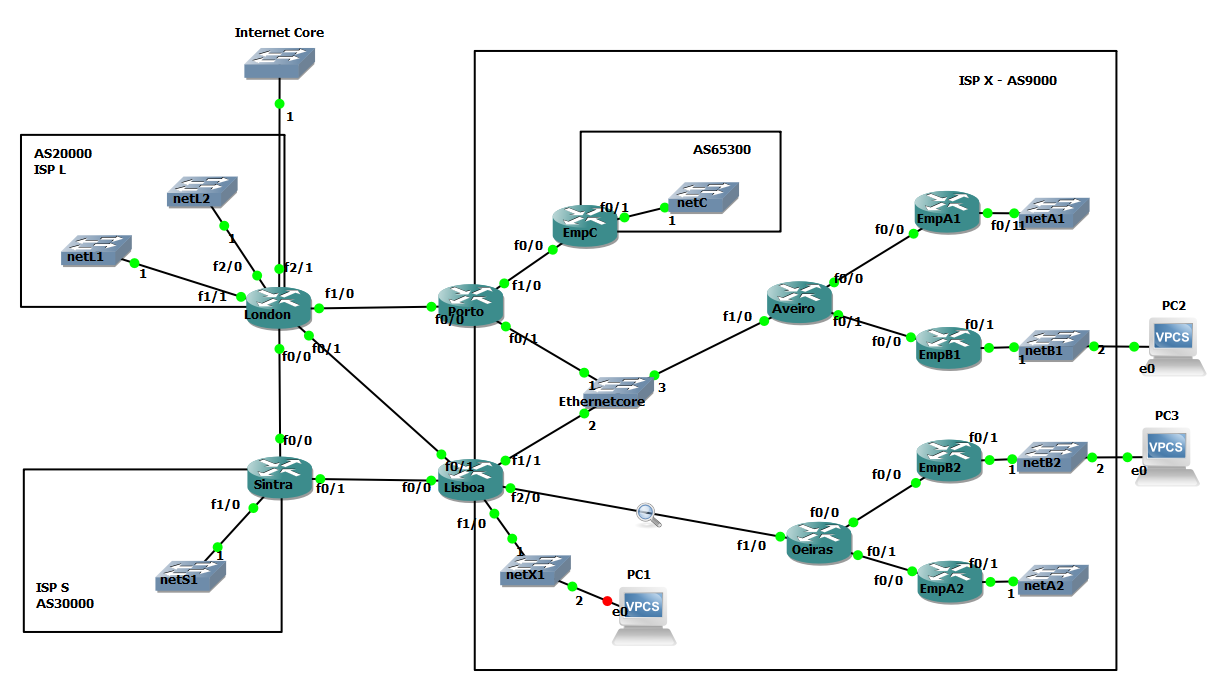 Internet Core
1
ISP X - AS9000
AS20000
ISP L
AS65300
netL2
1
netC
f0/1
1
EmpC
f0/0
EmpA1
f0/1
1
netA1
f0/0
netL1
1
f2/0
f2/1
f1/1
London
f1/0
f0/0
f0/1
f1/0
Porto
f0/0
f0/1
Aveiro
f0/0
f1/0
f0/1
f0/0
EmpB1
f0/1
1
netB1
2
PC2
VPCS
e0
1
Ethernetcore
3
2
PC3
VPCS
e0
f0/0
Sintra
f0/1
f1/0
f0/1
f0/0
Lisboa
f1/1
f2/0
f1/0
EmpB2
f0/1
f0/0
1
netB2
2
f0/0
Oeiras
f1/0
f0/1
f0/0
EmpA2
f0/1
1
netA2
1
netS1
ISP S
AS30000
1
netX1
2
PC1
VPCS
e0